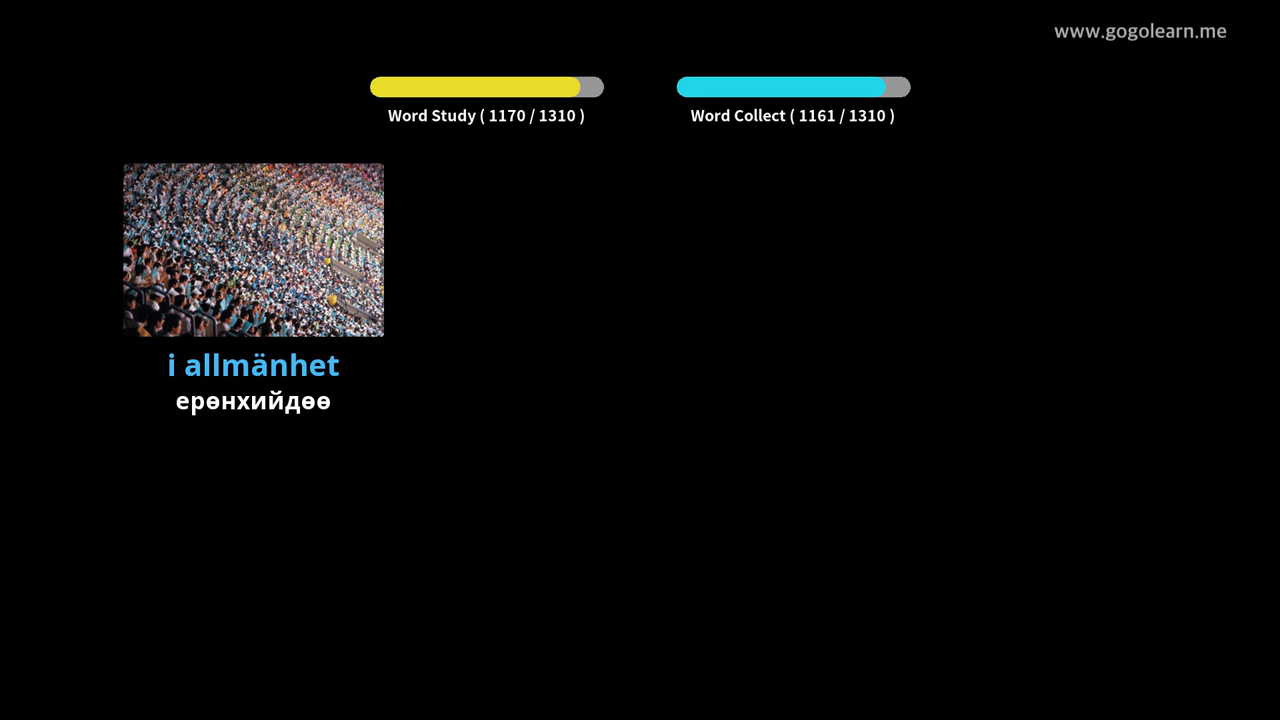 www.gogolearn.me
Word Study ( 1170 / 1310 )
Word Collect ( 1161 / 1310 )
i allmänhet
ерөнхийдөө